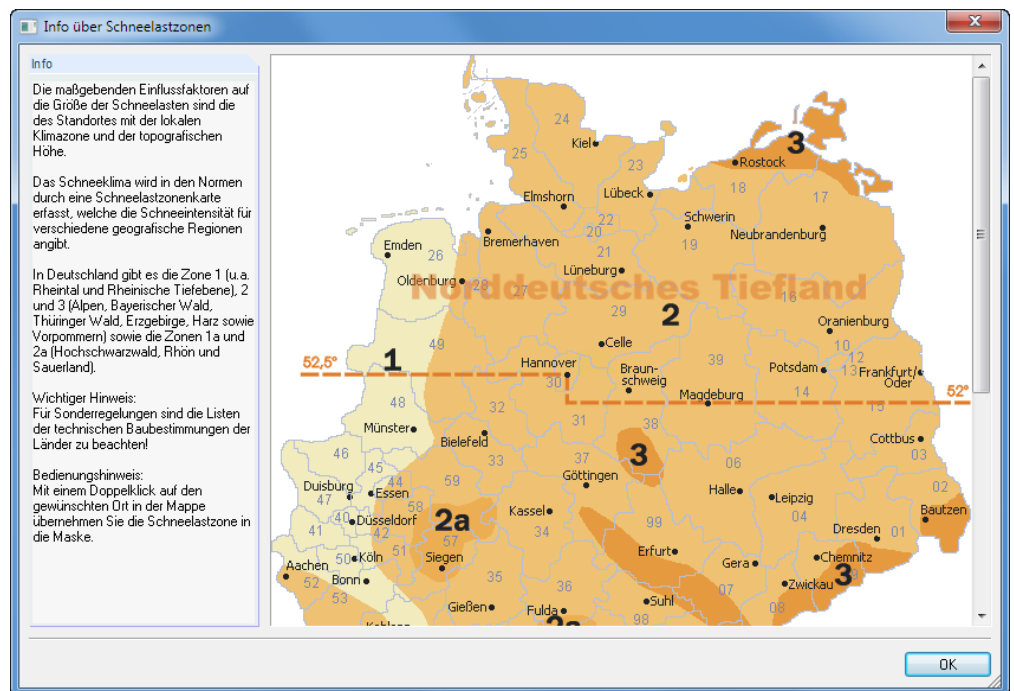 Info über Schneelastzonen
Info
Die maßgebenden Einflussfaktoren auf
die Größe der Schneelasten sind die
des Standortes mit der lokalen
Klimazone und der topografischen
Höhe.
Das Schneeklima wird in den Normen
durch eine Schneelastzonenkarte
erfasst, welche die Schneeintensität für
verschiedene geografische Regionen
angibt.
In Deutschland gibt es die Zone 1 (u.a.
Rheintal und Rheinische Tiefebene), 2
und 3 (Alpen, Bayerischer Wald,
Thüringer Wald, Erzgebirge, Harz sowie
Vorpommern) sowie die Zonen 1a und
2a (Hochschwarzwald, Rhön und
Sauerland).
Wichtiger Hinweis:
Für Sonderregelungen sind die Listen
der technischen Baubestimmungen der
Länder zu beachten!
Bedienungshinweis:
Mit einem Doppelklick auf den
gewünschten Ort in der Mappe
übernehmen Sie die Schneelastzone in
die Maske.
24
Kiel
3
25
23
Rostock
18
17
Elmshorn
Lübeck
22
Schwerin
20
19
Neubrandenburg
Emden
26
Bremerhaven
21
Lüneburg
Oldenburg
28
27
Norddeutsches Tiefland
16
29
2
Oranienburg
49
Celle
10
1
52,5°
Hannover
30
Braun-
schweig
39
12
Potsdam
13
Frankfurt/
Oder
Magdeburg
14
52°
48
32
15
31
38
Münster
Bielefeld
Cottbus
46
3
03
45
33
37
06
44
59
Göttingen
02
Duisburg
47
Essen
58
Halle
Leipzig
40
Düsseldorf
2a
Kassel
04
Bautzen
41
42
57
34
99
Dresden
01
50
Köln
51
Siegen
Erfurt
Gera
Chemnitz
Aachen
52
Bonn
35
36
07
Zwickau
3
09
53
Gießen
Fulda
Suhl
08
98
Koblenz
2a
OK